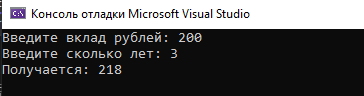 Консоль отладки Microsoft Visual Studio
Введите вклад рублей: 200
Введите сколько лет: 3
Получается: 218